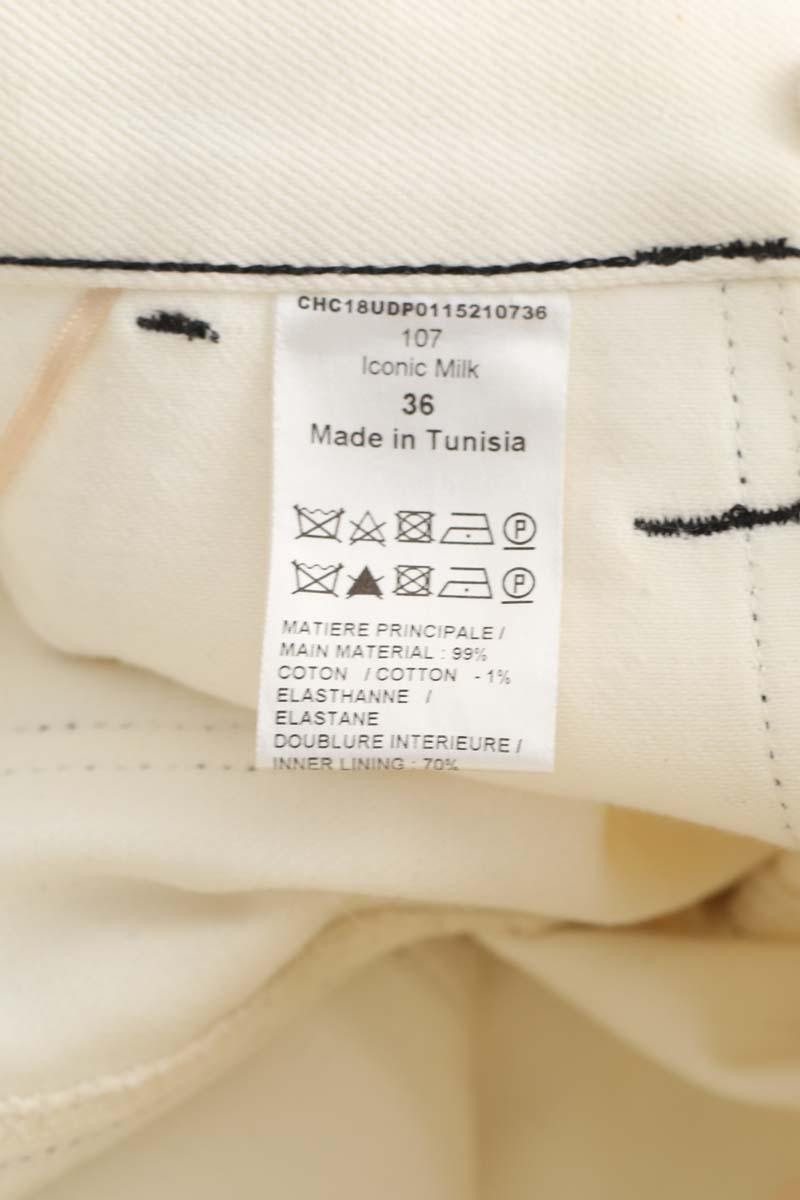 CHC18UDP0115210736
107
Iconic Milk
36
Made in Tunisia
P
P
MATIERE PRINCIPALE /
MAIN MATERIAL : 99%
COTON / COTTON - 1%
ELASTHANNE /
ELASTANE
DOUBLURE INTERIEURE /
INNER LINING : 70%